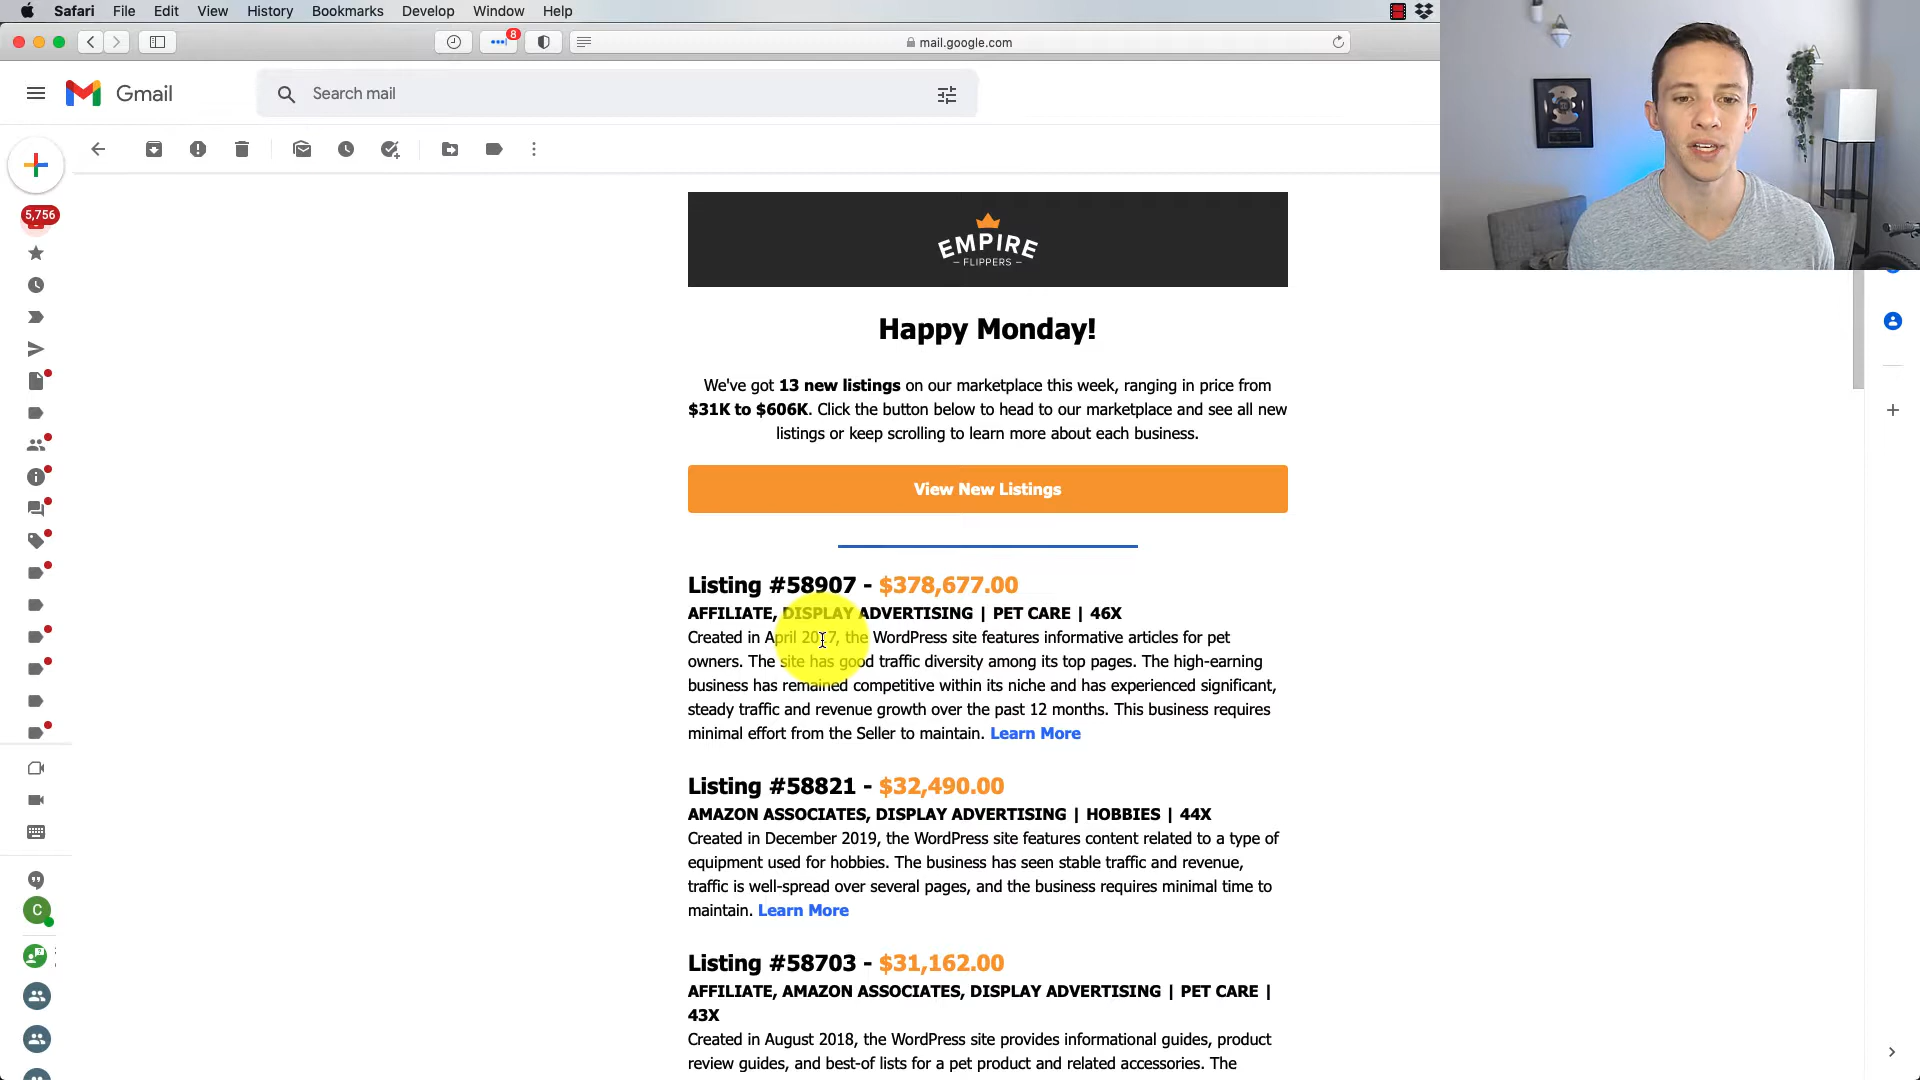 Safari File Edit View History Bookmarks Develop Window Help
8
mail.google.com
Gmail
Search mail
5,756
EMPIRE
– FLIPPERS –
Happy Monday!
We've got 13 new listings on our marketplace this week, ranging in price from
$31K to $606K. Click the button below to head to our marketplace and see all new
listings or keep scrolling to learn more about each business.
View New Listings
Listing #58907 - $378,677.00
AFFILIATE, DISPLAY ADVERTISING | PET CARE | 46X
Created in April 2017, the WordPress site features informative articles for pet
owners. The site has good traffic diversity among its top pages. The high-earning
business has remained competitive within its niche and has experienced significant,
steady traffic and revenue growth over the past 12 months. This business requires
minimal effort from the Seller to maintain. Learn More
Listing #58821 - $32,490.00
AMAZON ASSOCIATES, DISPLAY ADVERTISING | HOBBIES | 44X
Created in December 2019, the WordPress site features content related to a type of
equipment used for hobbies. The business has seen stable traffic and revenue,
traffic is well-spread over several pages, and the business requires minimal time to
maintain. Learn More
C
Listing #58703 - $31,162.00
AFFILIATE, AMAZON ASSOCIATES, DISPLAY ADVERTISING | PET CARE |
43X
Created in August 2018, the WordPress site provides informational guides, product
review guides, and best-of lists for a pet product and related accessories. The